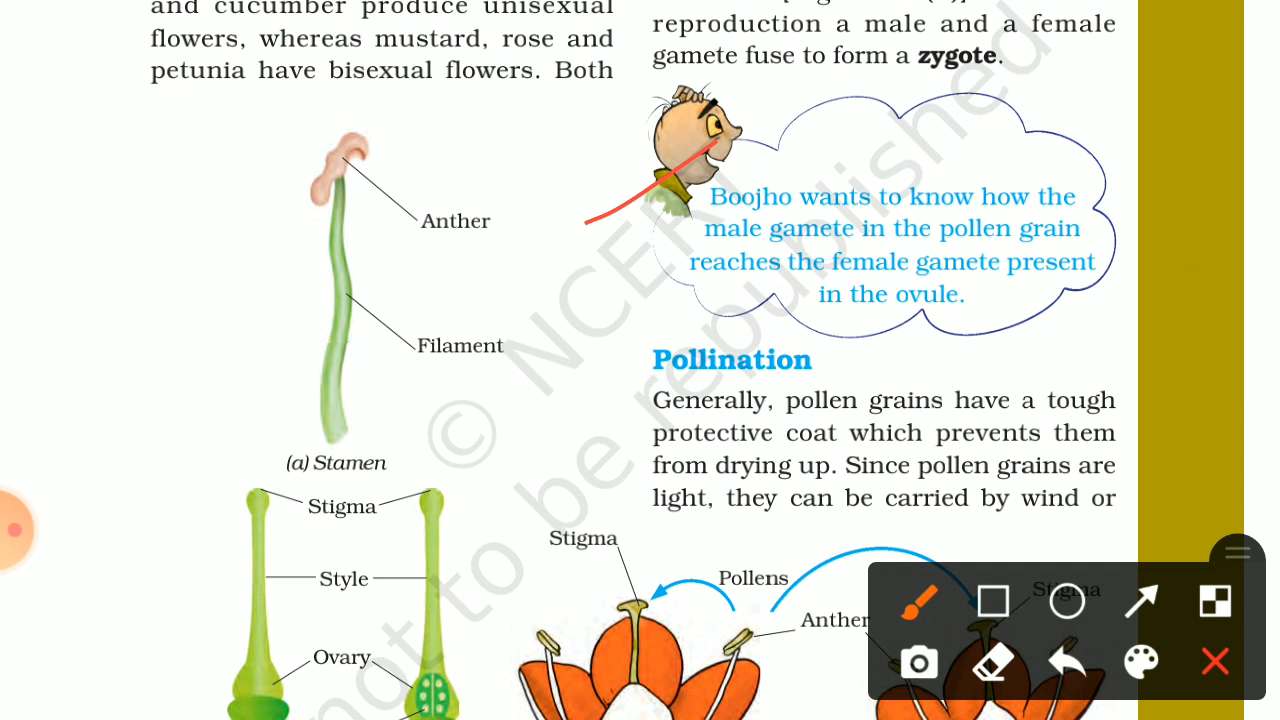 and cucumber produce unisexual
flowers, whereas mustard, rose and
petunia have bisexual flowers. Both
Anther
Filament
(a) Stamen
Stigma
Style
Ovary
reproduction a male and a female
gamete fuse to form a zygote.
Boojho wants to know how the
male gamete in the pollen grain
reaches the female gamete present
in the ovule.
Pollination
Generally, pollen grains have a tough
protective coat which prevents them
from drying up. Since pollen grains are
light, they can be carried by wind or
Stigma
Pollens
Anther
Stigma
© NCERT
not to be republished